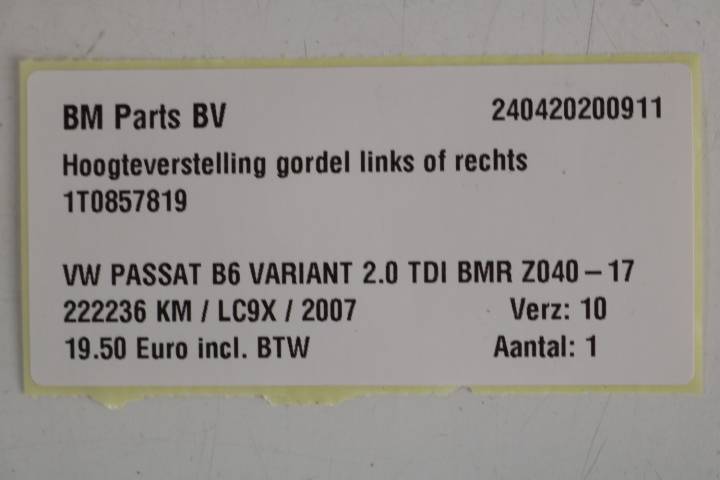 BM Parts BV 240420200911
Hoogteverstelling gordel links of rechts
1T0857819
VW PASSAT B6 VARIANT 2.0 TDI BMR Z040-17
222236 KM / LC9X / 2007 Verz: 10
19.50 Euro incl. BTW Aantal: 1